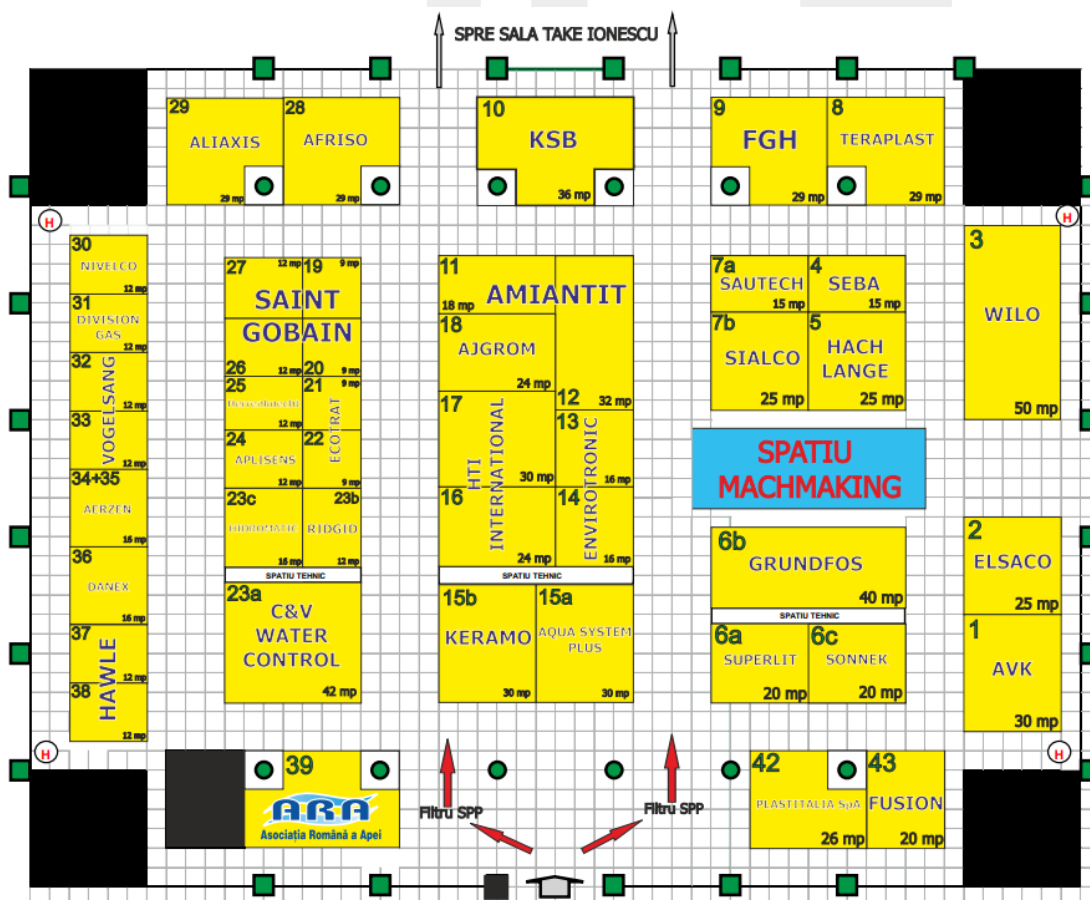 SPRE SALA TAKE IONESCU
29
ALIAXIS
29 mp
28
AFRISO
29 mp
10
KSB
36 mp
9
FGH
29 mp
8
TERAPLAST
29 mp
H
H
30
NIVELCO
12 mp
31
DIVISION
GAS
12 mp
32
VOGELSANG
33
12 mp
34+35
AERZEN
16 mp
36
DANEX
16 mp
37
HAWLE
12 mp
38
12 mp
27
12 mp
19
9 mp
SAINT
GOBAIN
26
12 mp
20
9 mp
25
12 mp
21
9 mp
ECOTRAT
24
APLISENS
12 mp
22
9 mp
23c
HIDROMATIC
16 mp
23b
RIDGID
12 mp
SPATIU TEHNIC
23a
C&V
WATER
CONTROL
42 mp
11
AMIANTIT
18 mp
18
AJGROM
24 mp
12
32 mp
17
HTI
INTERNATIONAL
30 mp
13
ENVIROTRONIC
16 mp
16
24 mp
14
16 mp
SPATIU TEHNIC
15b
KERAMO
30 mp
15a
AQUA SYSTEM
PLUS
30 mp
7a
SAUTECH
15 mp
4
SEBA
15 mp
7b
SIALCO
25 mp
5
HACH
LANGE
25 mp
SPATIU
MACHMAKING
6b
GRUNDFOS
40 mp
SPATIU TEHNIC
6a
SUPERLIT
20 mp
6c
SONNEK
20 mp
3
WILO
50 mp
2
ELSACO
25 mp
1
AVK
30 mp
H
H
39
ARA
Asociația Română a Apei
Filtru SPP
Filtru SPP
42
PLASTITALIA SpA
26 mp
43
FUSION
20 mp